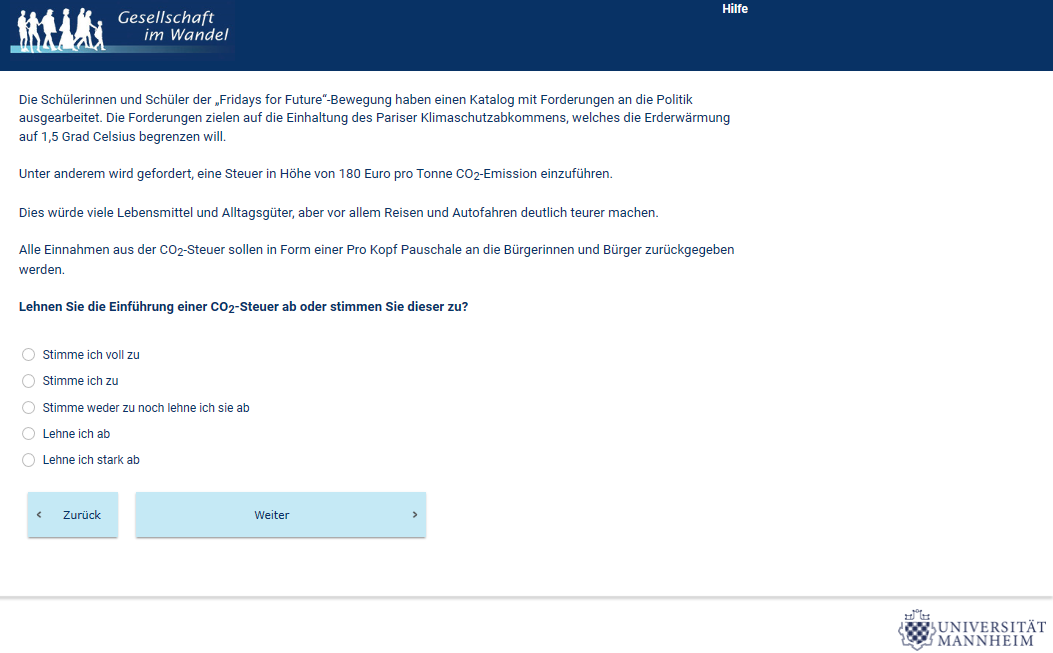 Gesellschaft
im Wandel
Hilfe
Die Schülerinnen und Schüler der „Fridays for Future“-Bewegung haben einen Katalog mit Forderungen an die Politik
ausgearbeitet. Die Forderungen zielen auf die Einhaltung des Pariser Klimaschutzabkommens, welches die Erderwärmung
auf 1,5 Grad Celsius begrenzen will.
Unter anderem wird gefordert, eine Steuer in Höhe von 180 Euro pro Tonne CO₂-Emission einzuführen.
Dies würde viele Lebensmittel und Alltagsgüter, aber vor allem Reisen und Autofahren deutlich teurer machen.
Alle Einnahmen aus der CO₂-Steuer sollen in Form einer Pro Kopf Pauschale an die Bürgerinnen und Bürger zurückgegeben
werden.
Lehnen Sie die Einführung einer CO₂-Steuer ab oder stimmen Sie dieser zu?
Stimme ich voll zu
Stimme ich zu
Stimme weder zu noch lehne ich sie ab
Lehne ich ab
Lehne ich stark ab
‹ Zurück
Weiter ›
UNIVERSITÄT
MANNHEIM